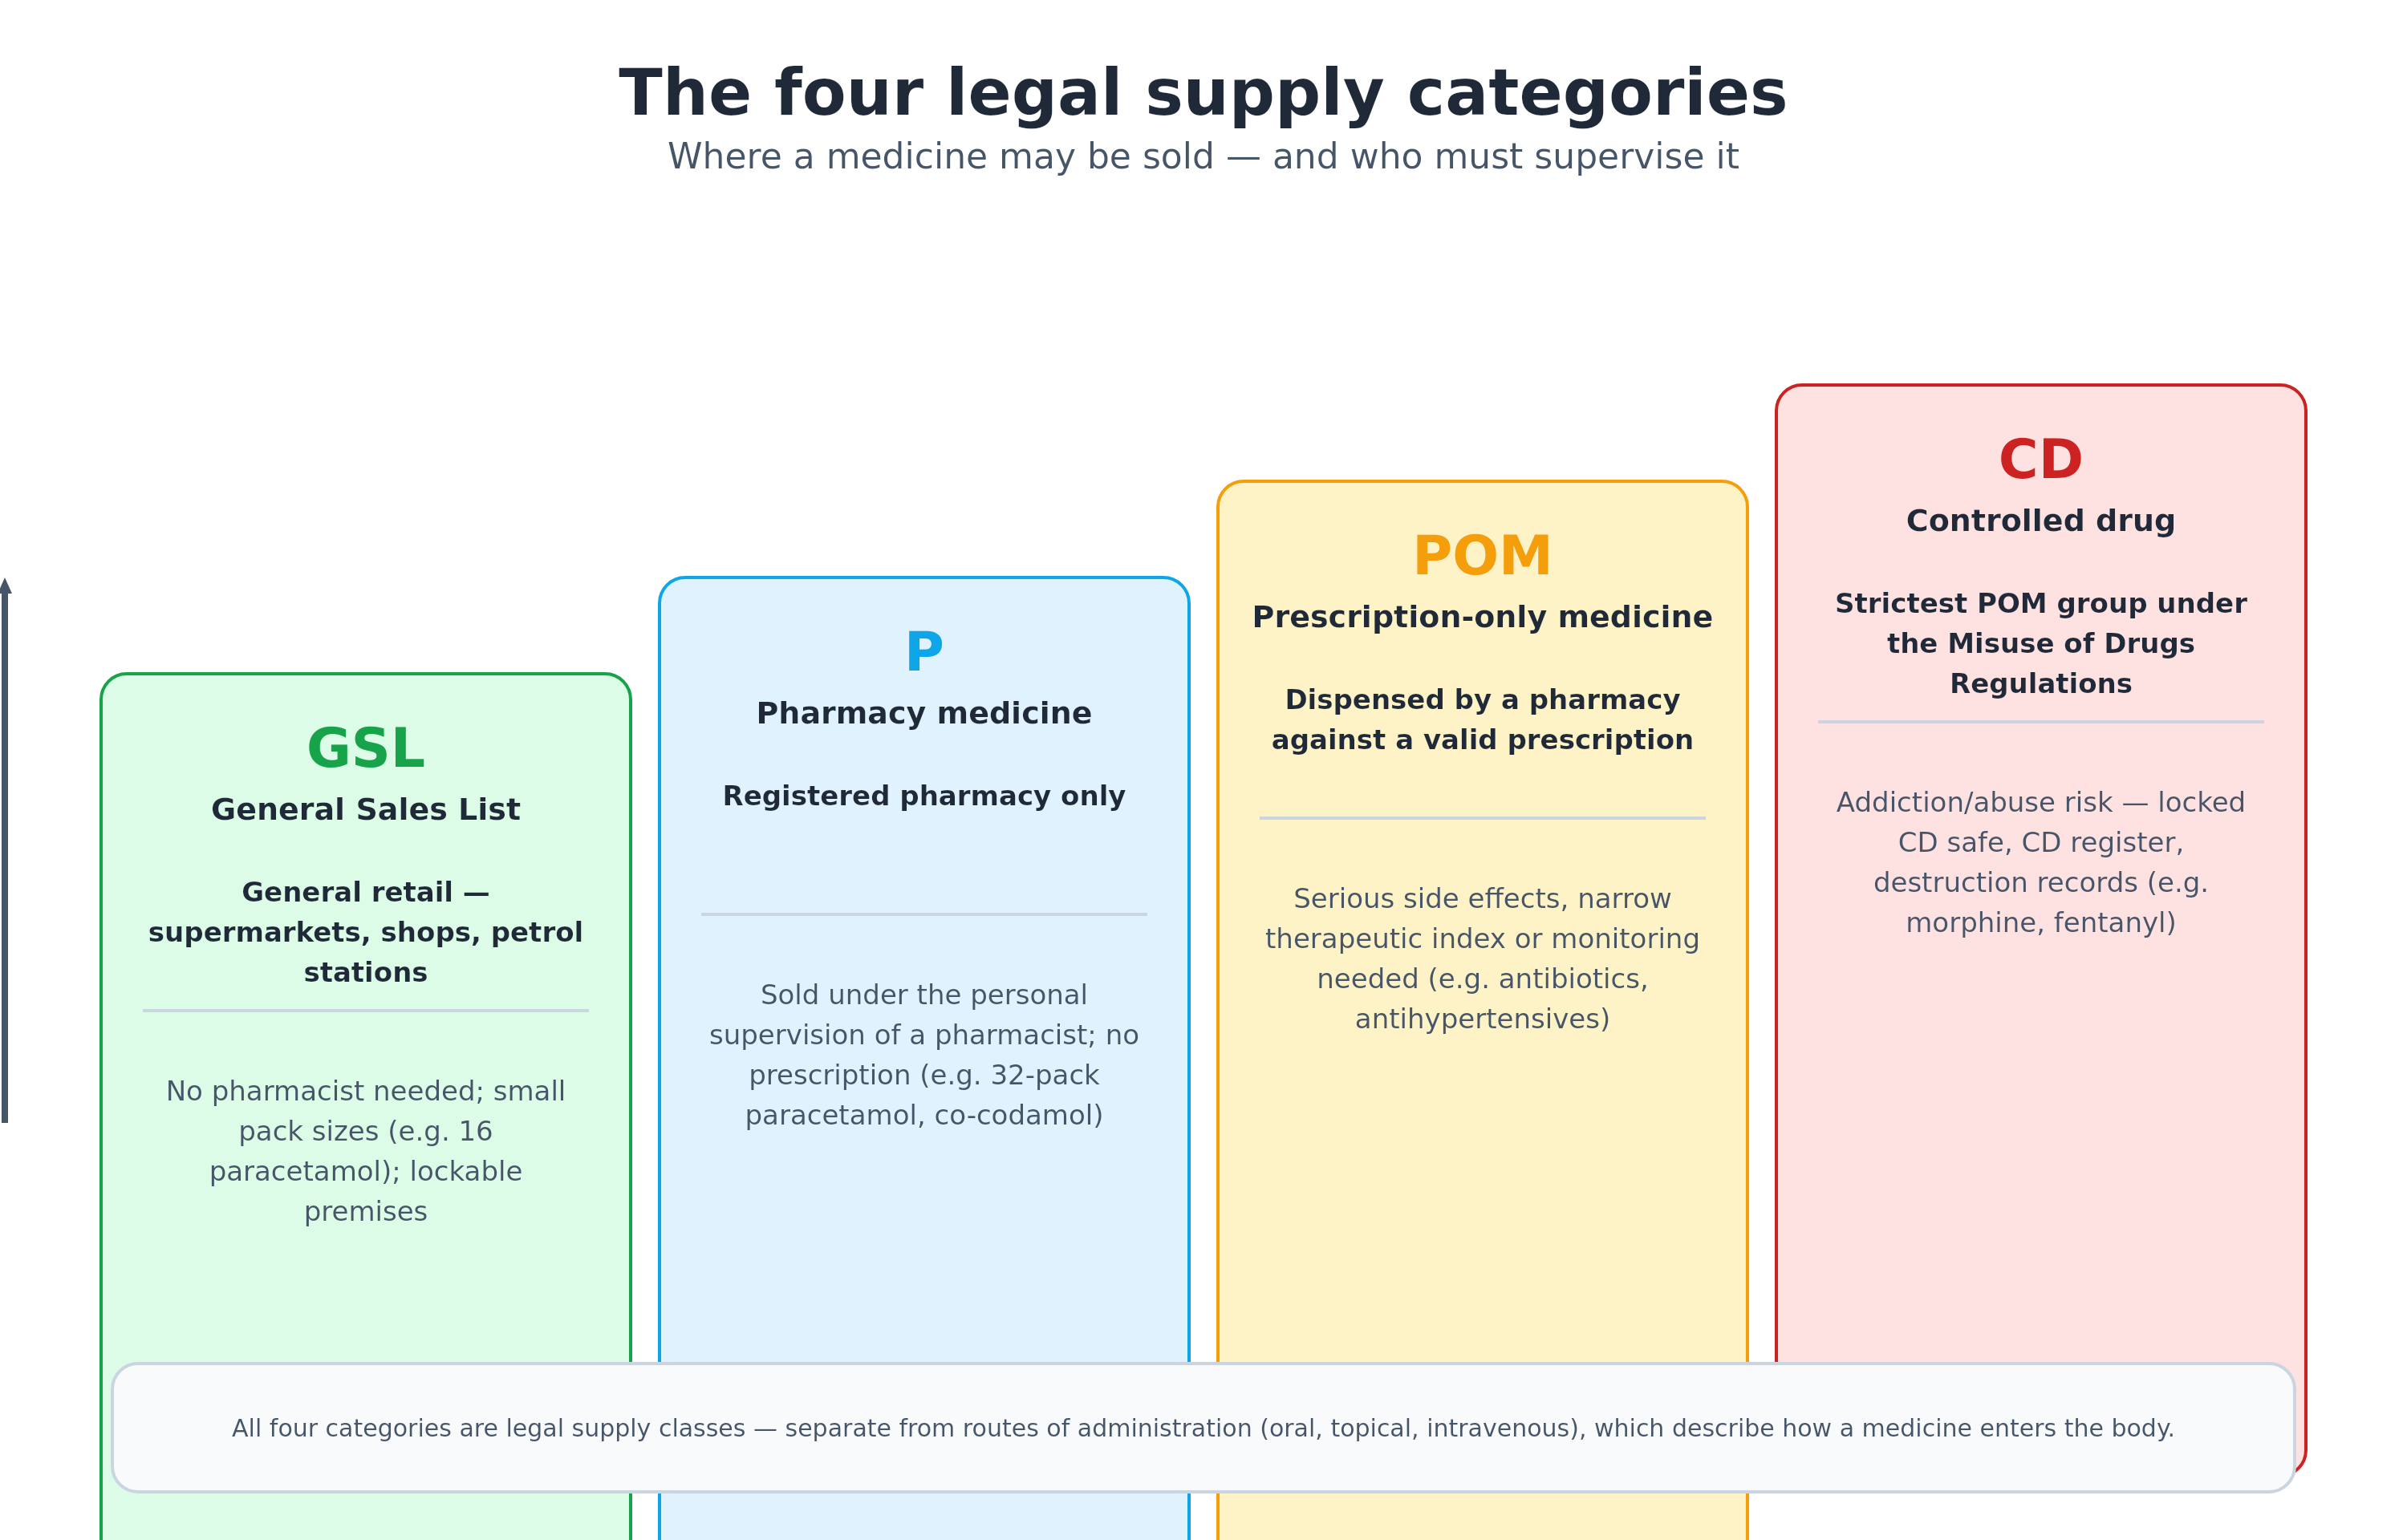 The four legal supply categories
Where a medicine may be sold — and who must supervise it
GSL
General Sales List
General retail —
supermarkets, shops, petrol
stations
No pharmacist needed; small
pack sizes (e.g. 16
paracetamol); lockable
premises
P
Pharmacy medicine
Registered pharmacy only
Sold under the personal
supervision of a pharmacist; no
prescription (e.g. 32-pack
paracetamol, co-codamol)
POM
Prescription-only medicine
Dispensed by a pharmacy
against a valid prescription
Serious side effects, narrow
therapeutic index or monitoring
needed (e.g. antibiotics,
antihypertensives)
CD
Controlled drug
Strictest POM group under
the Misuse of Drugs
Regulations
Addiction/abuse risk — locked
CD safe, CD register,
destruction records (e.g.
morphine, fentanyl)
All four categories are legal supply classes — separate from routes of administration (oral, topical, intravenous), which describe how a medicine enters the body.